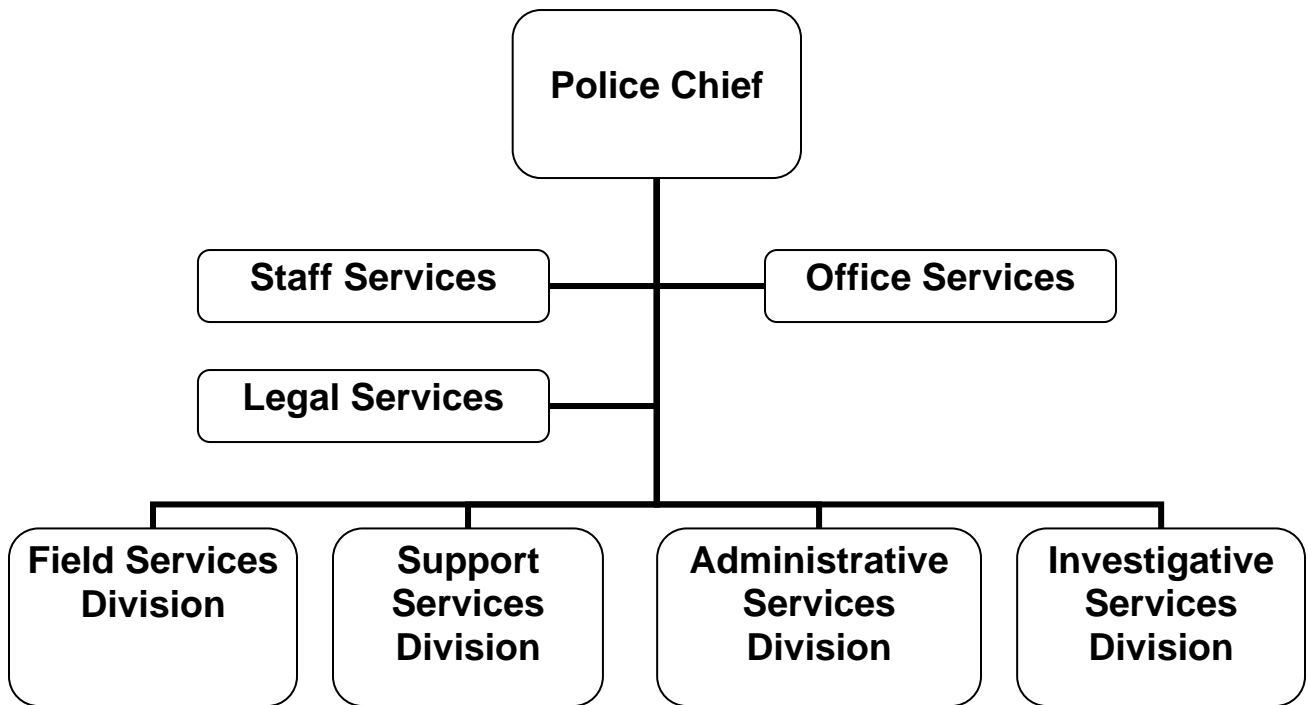 Police Chief
Staff Services
Office Services
Legal Services
Field Services
Division
Support
Services
Division
Administrative
Services
Division
Investigative
Services
Division